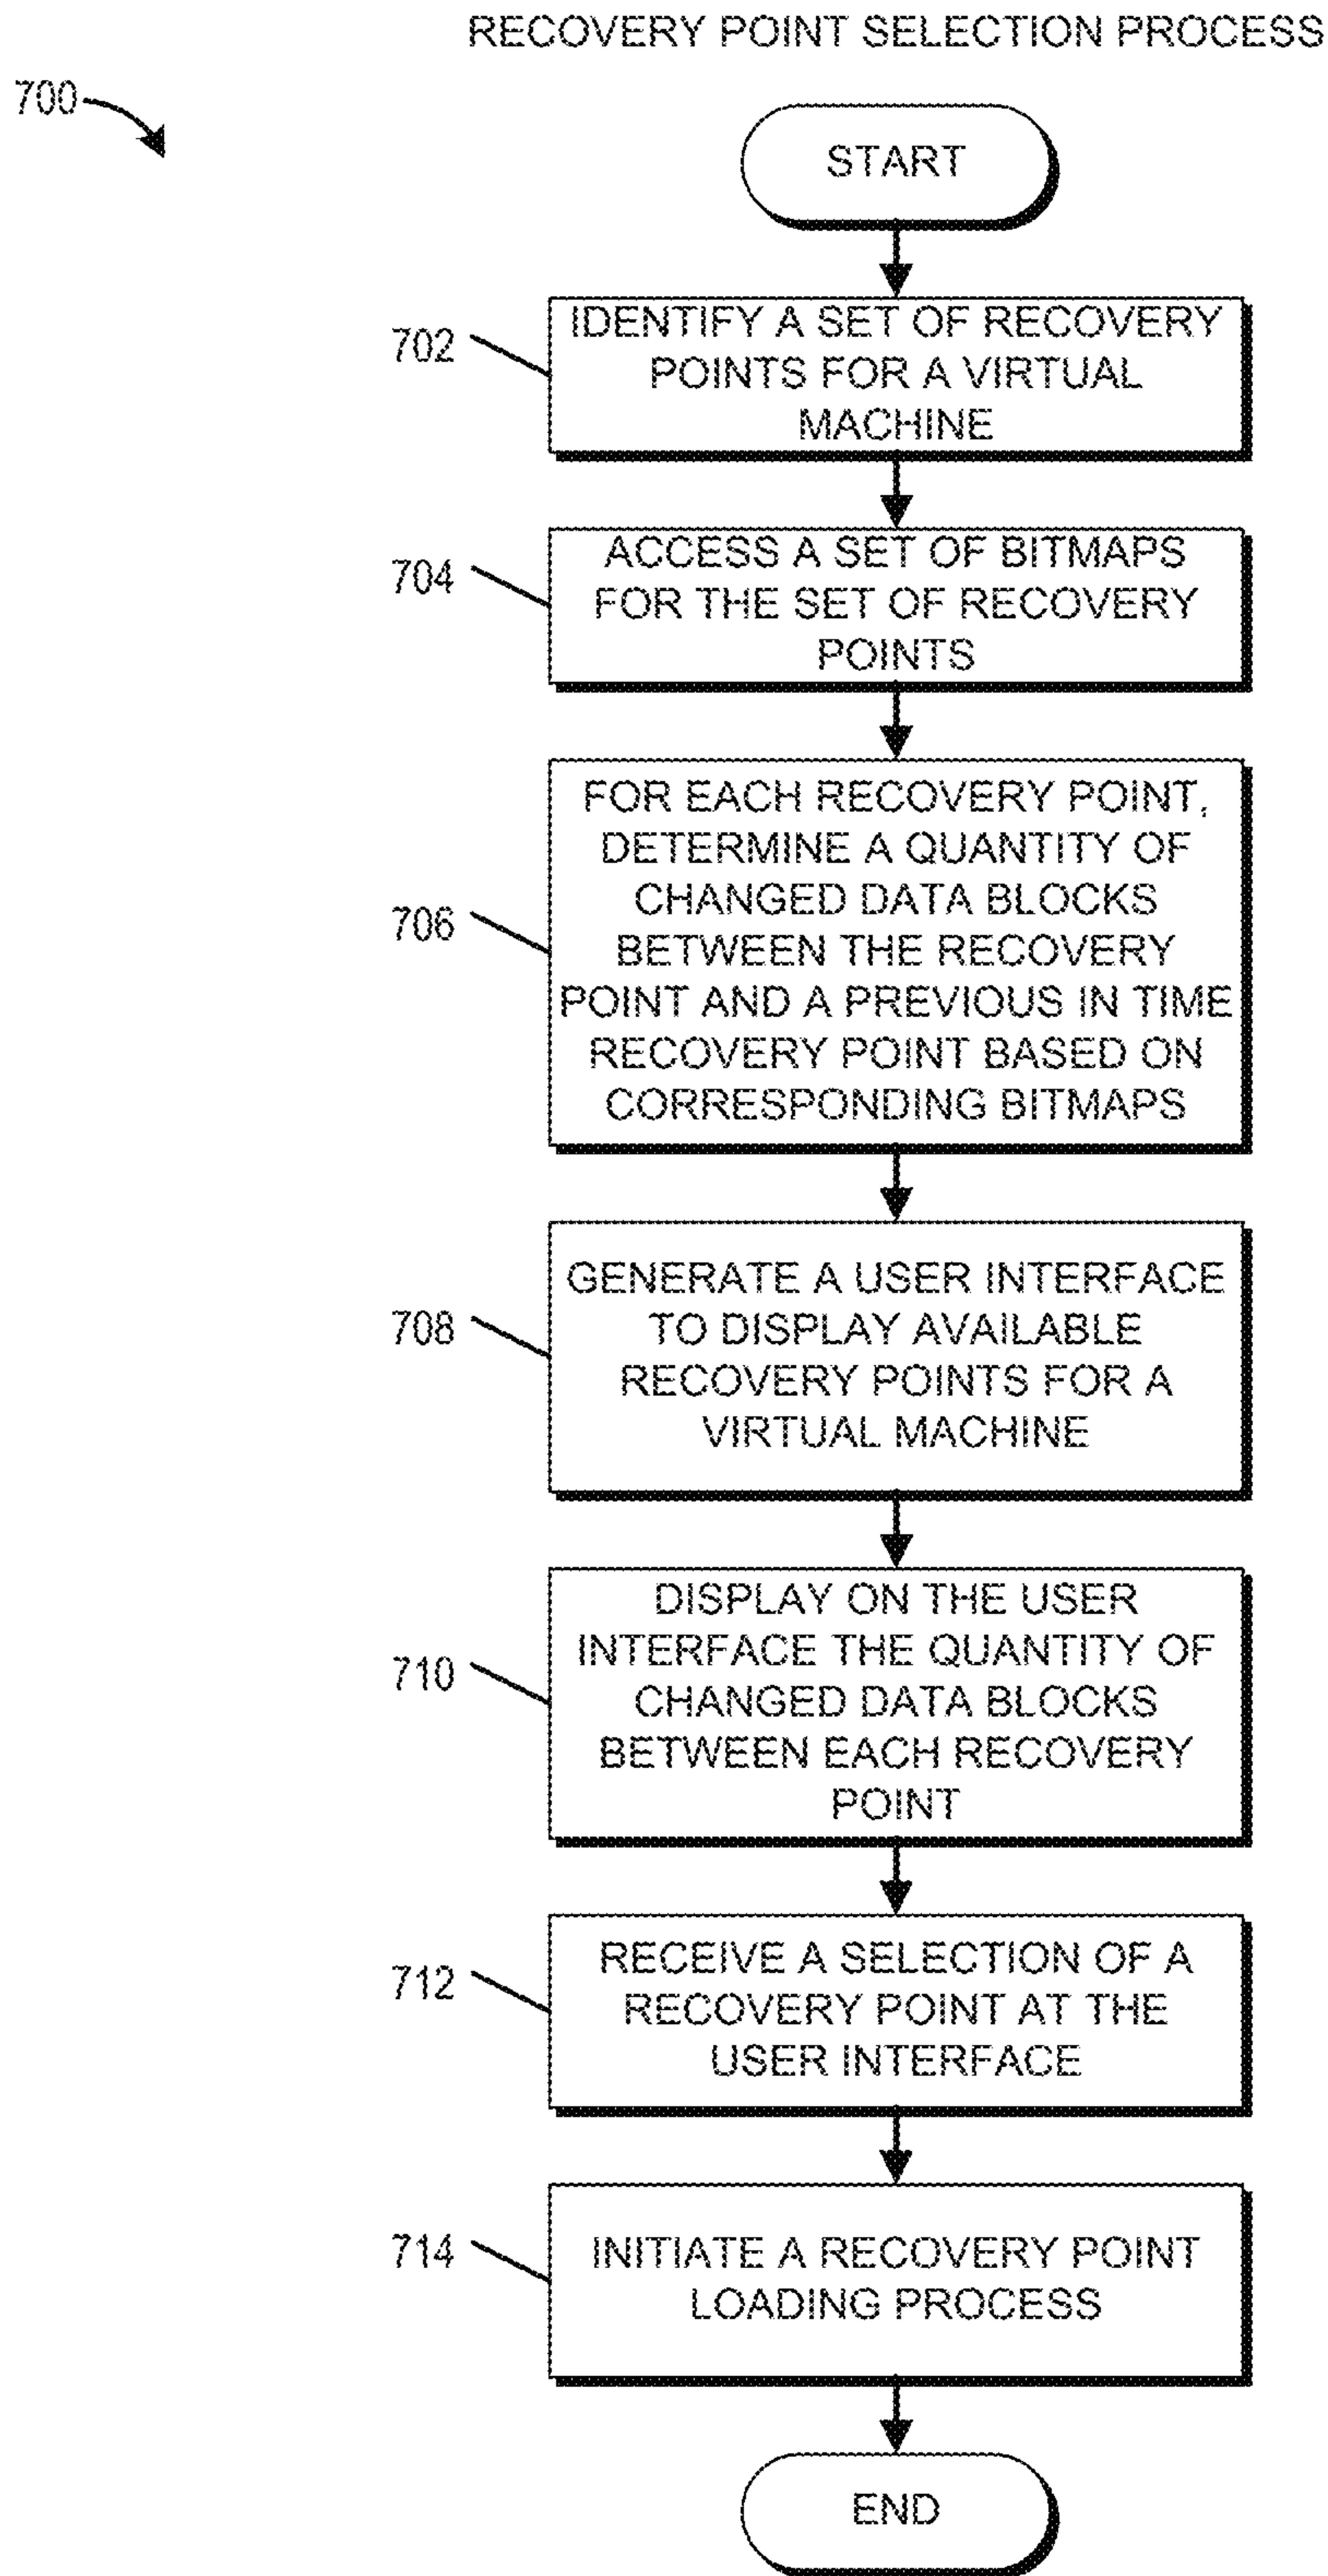 RECOVERY POINT SELECTION PROCESS
700
START
702
IDENTIFY A SET OF RECOVERY
POINTS FOR A VIRTUAL
MACHINE
704
ACCESS A SET OF BITMAPS
FOR THE SET OF RECOVERY
POINTS
706
FOR EACH RECOVERY POINT,
DETERMINE A QUANTITY OF
CHANGED DATA BLOCKS
BETWEEN THE RECOVERY
POINT AND A PREVIOUS IN TIME
RECOVERY POINT BASED ON
CORRESPONDING BITMAPS
708
GENERATE A USER INTERFACE
TO DISPLAY AVAILABLE
RECOVERY POINTS FOR A
VIRTUAL MACHINE
710
DISPLAY ON THE USER
INTERFACE THE QUANTITY OF
CHANGED DATA BLOCKS
BETWEEN EACH RECOVERY
POINT
712
RECEIVE A SELECTION OF A
RECOVERY POINT AT THE
USER INTERFACE
714
INITIATE A RECOVERY POINT
LOADING PROCESS
END